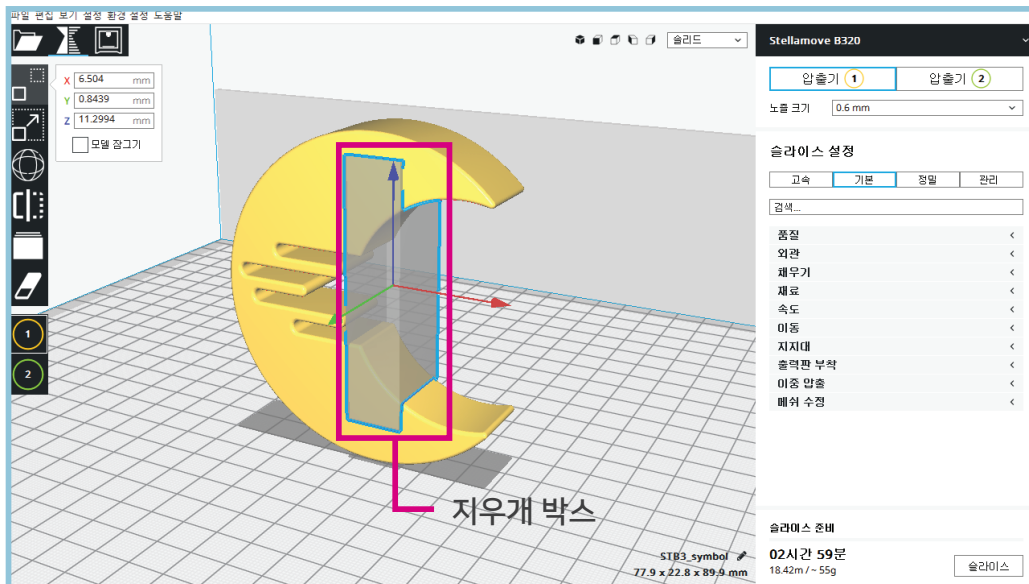 파일 편집 보기 설정 환경 설정 도움말
솔리드
Stellamove B320
X 6.504 mm
Y 0.8439 mm
Z 11.2994 mm
모델 잠그기
압출기 1
압출기 2
노즐 크기
0.6 mm
슬라이스 설정
고속
기본
정밀
관리
검색...
품질
외관
채우기
재료
속도
이동
지지대
출력판 부착
이중 압출
메쉬 수정
1
2
지우개 박스
STB3_symbol
77.9 x 22.8 x 89.9 mm
슬라이스 준비
02시간 59분
18.42m / ~ 55g
슬라이스